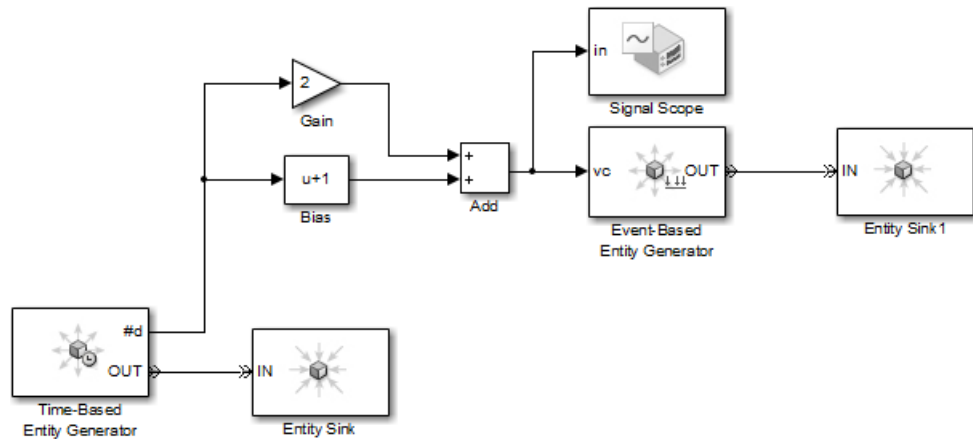 in
Signal Scope
2
Gain
+
+
Add
u+1
Bias
vc
OUT
Event-Based
Entity Generator
IN
Entity Sink1
#d
OUT
Time-Based
Entity Generator
IN
Entity Sink